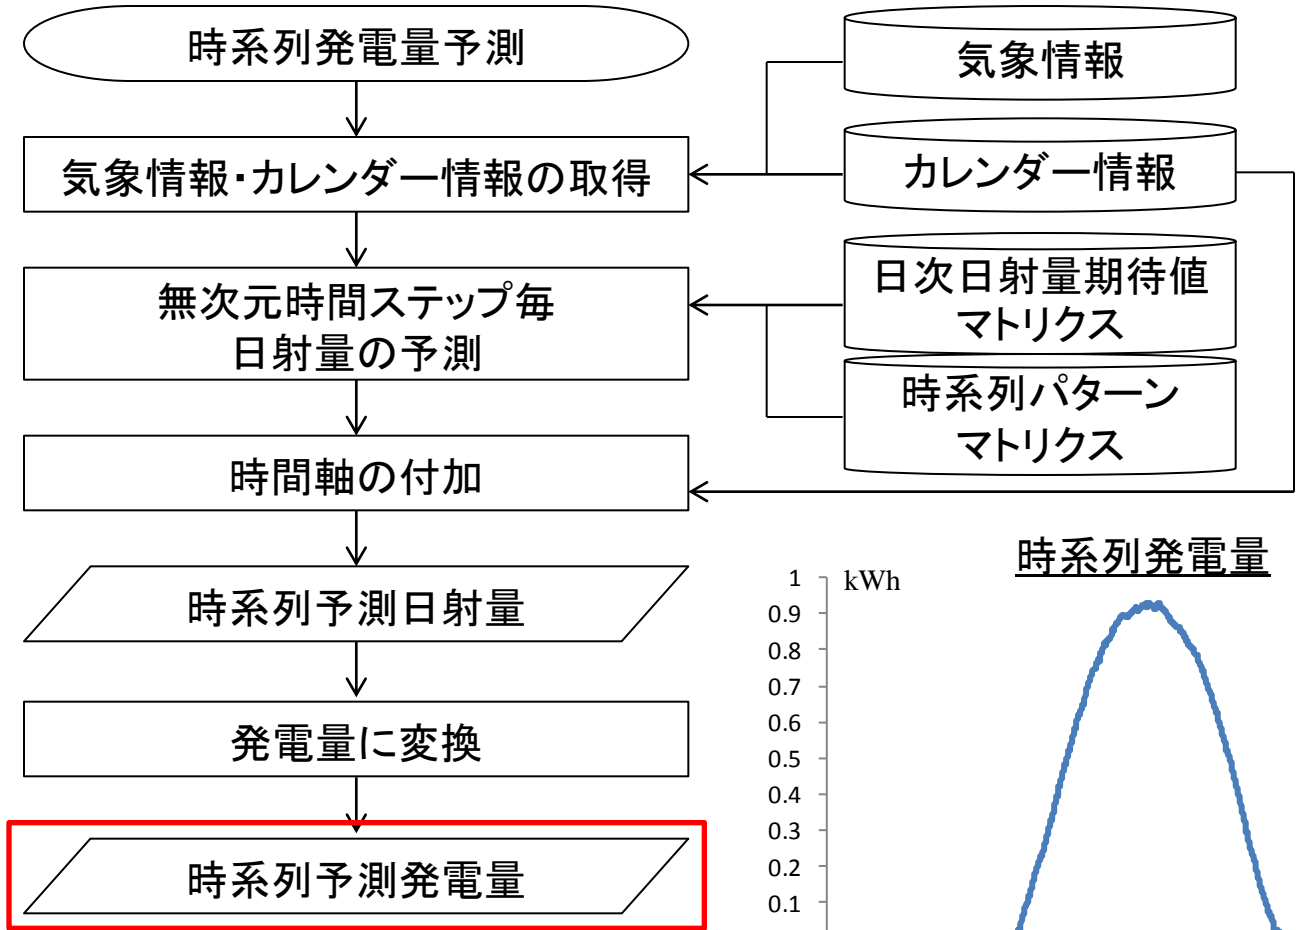 時系列発電量予測
気象情報・カレンダー情報の取得
無次元時間ステップ毎
日射量の予測
時間軸の付加
時系列予測日射量
発電量に変換
時系列予測発電量
気象情報
カレンダー情報
日次日射量期待値
マトリクス
時系列パターン
マトリクス
時系列発電量
kWh
1
0.9
0.8
0.7
0.6
0.5
0.4
0.3
0.2
0.1